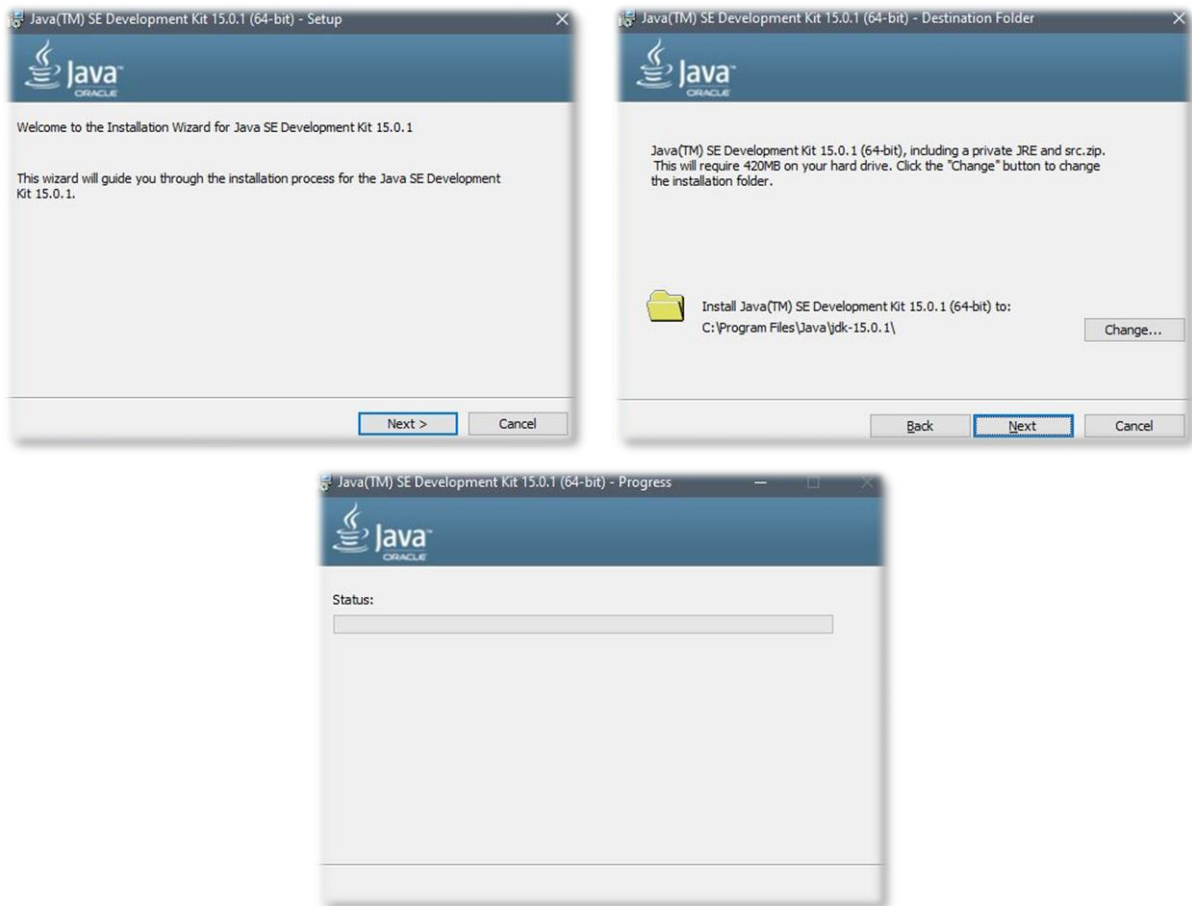 Java(TM) SE Development Kit 15.0.1 (64-bit) - Setup
Java™
ORACLE
Welcome to the Installation Wizard for Java SE Development Kit 15.0.1
This wizard will guide you through the installation process for the Java SE Development
Kit 15.0.1.
Next >
Cancel
Java(TM) SE Development Kit 15.0.1 (64-bit) - Destination Folder
Java™
ORACLE
Java(TM) SE Development Kit 15.0.1 (64-bit), including a private JRE and src.zip.
This will require 420MB on your hard drive. Click the "Change" button to change
the installation folder.
Install Java(TM) SE Development Kit 15.0.1 (64-bit) to:
C:\Program Files\Java\jdk-15.0.1\
Change...
Back
Next
Cancel
Java(TM) SE Development Kit 15.0.1 (64-bit) - Progress
Java™
ORACLE
Status: